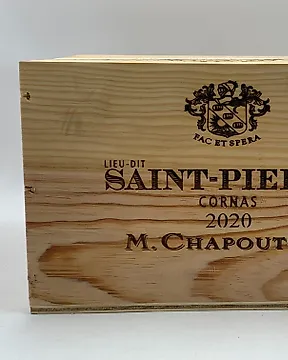 FAC ET SPERA
LIEU-DIT
SAINT-PIE
CORNAS
2020
M. CHAPOUT